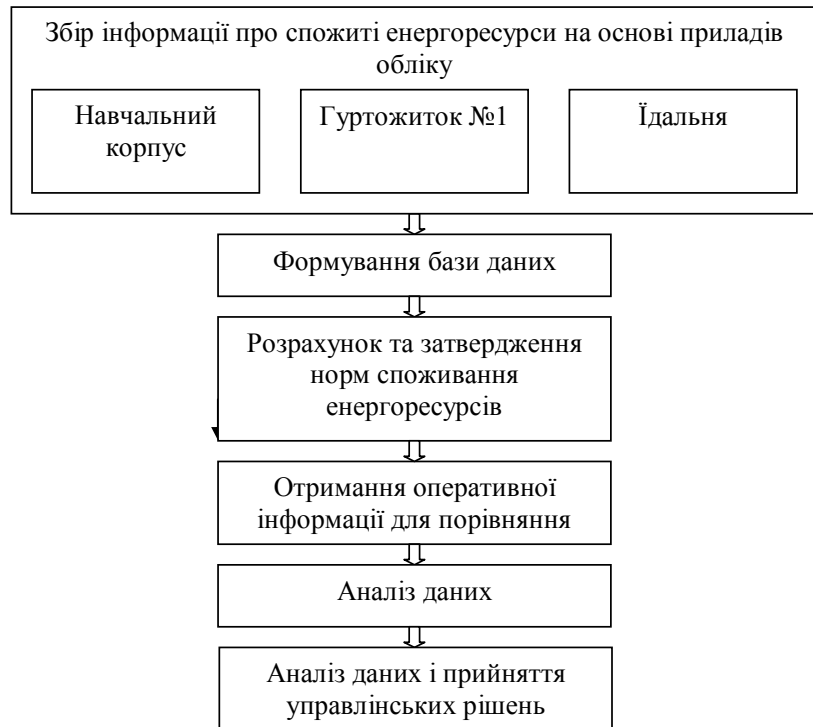 Збір інформації про спожиті енергоресурси на основі приладів
обліку
Навчальний
корпус
Гуртожиток №1
Їдальня
Формування бази даних
Розрахунок та затвердження
норм споживання
енергоресурсів
Отримання оперативної
інформації для порівняння
Аналіз даних
Аналіз даних і прийняття
управлінських рішень